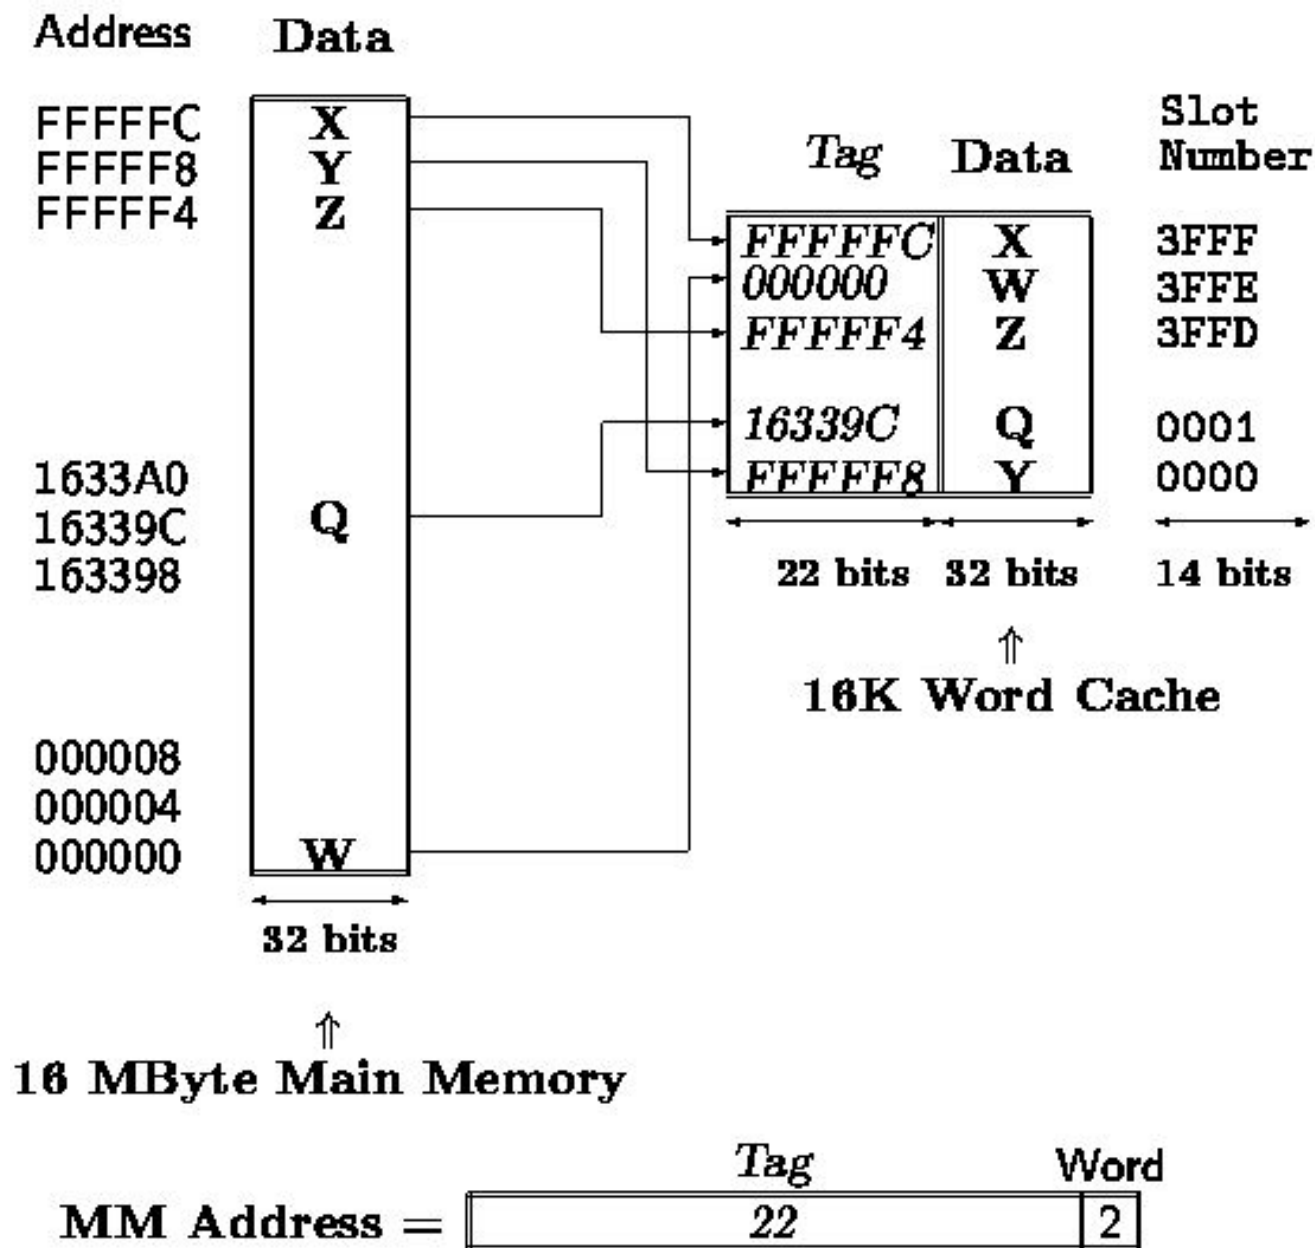 Address Data
FFFFFC X
FFFFF8 Y
FFFFF4 Z
1633A0
16339C Q
163398
000008
000004
000000 W
32 bits
⇑
16 MByte Main Memory
Tag Data Slot Number
FFFFFC X 3FFF
000000 W 3FFE
FFFFF4 Z 3FFD
16339C Q 0001
FFFFF8 Y 0000
22 bits 32 bits 14 bits
⇑
16K Word Cache
Tag Word
MM Address = 22 2